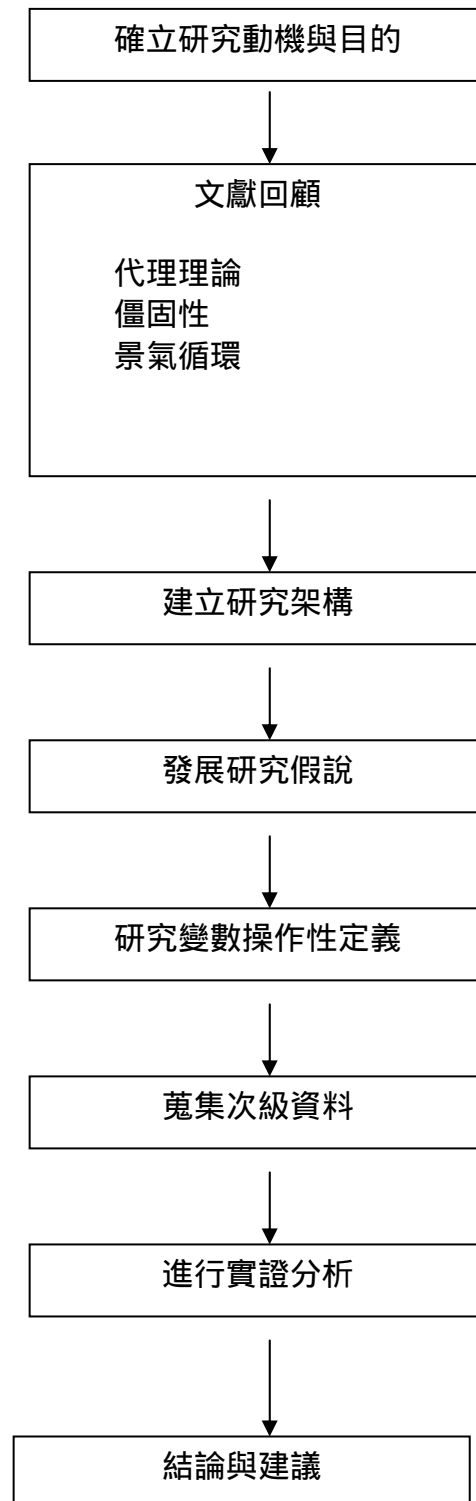 確立研究動機與目的
文獻回顧
代理理論
僵固性
景氣循環
建立研究架構
發展研究假說
研究變數操作性定義
蒐集次級資料
進行實證分析
結論與建議